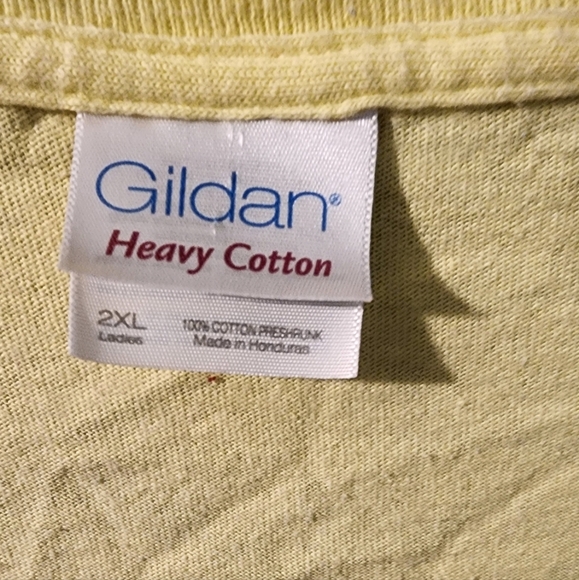 Gildan®
Heavy Cotton
2XL
Ladies
100% COTTON PRESHRUNK
Made in Honduras